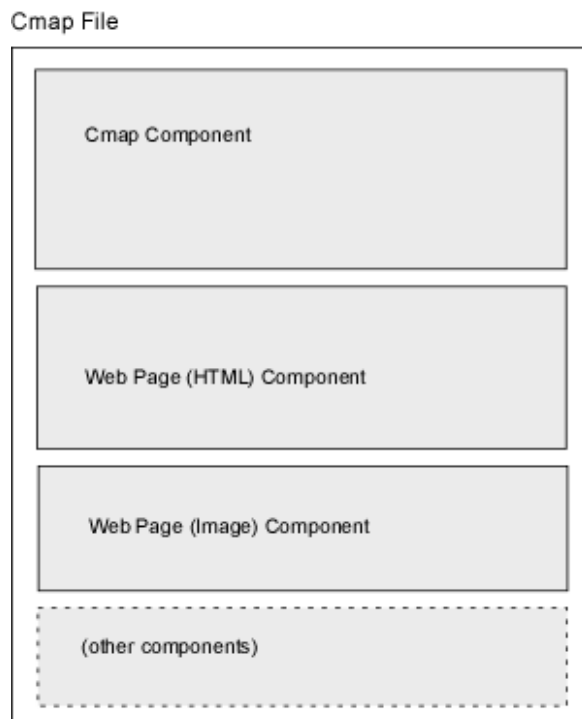 Cmap File
Cmap Component
Web Page (HTML) Component
Web Page (Image) Component
(other components)